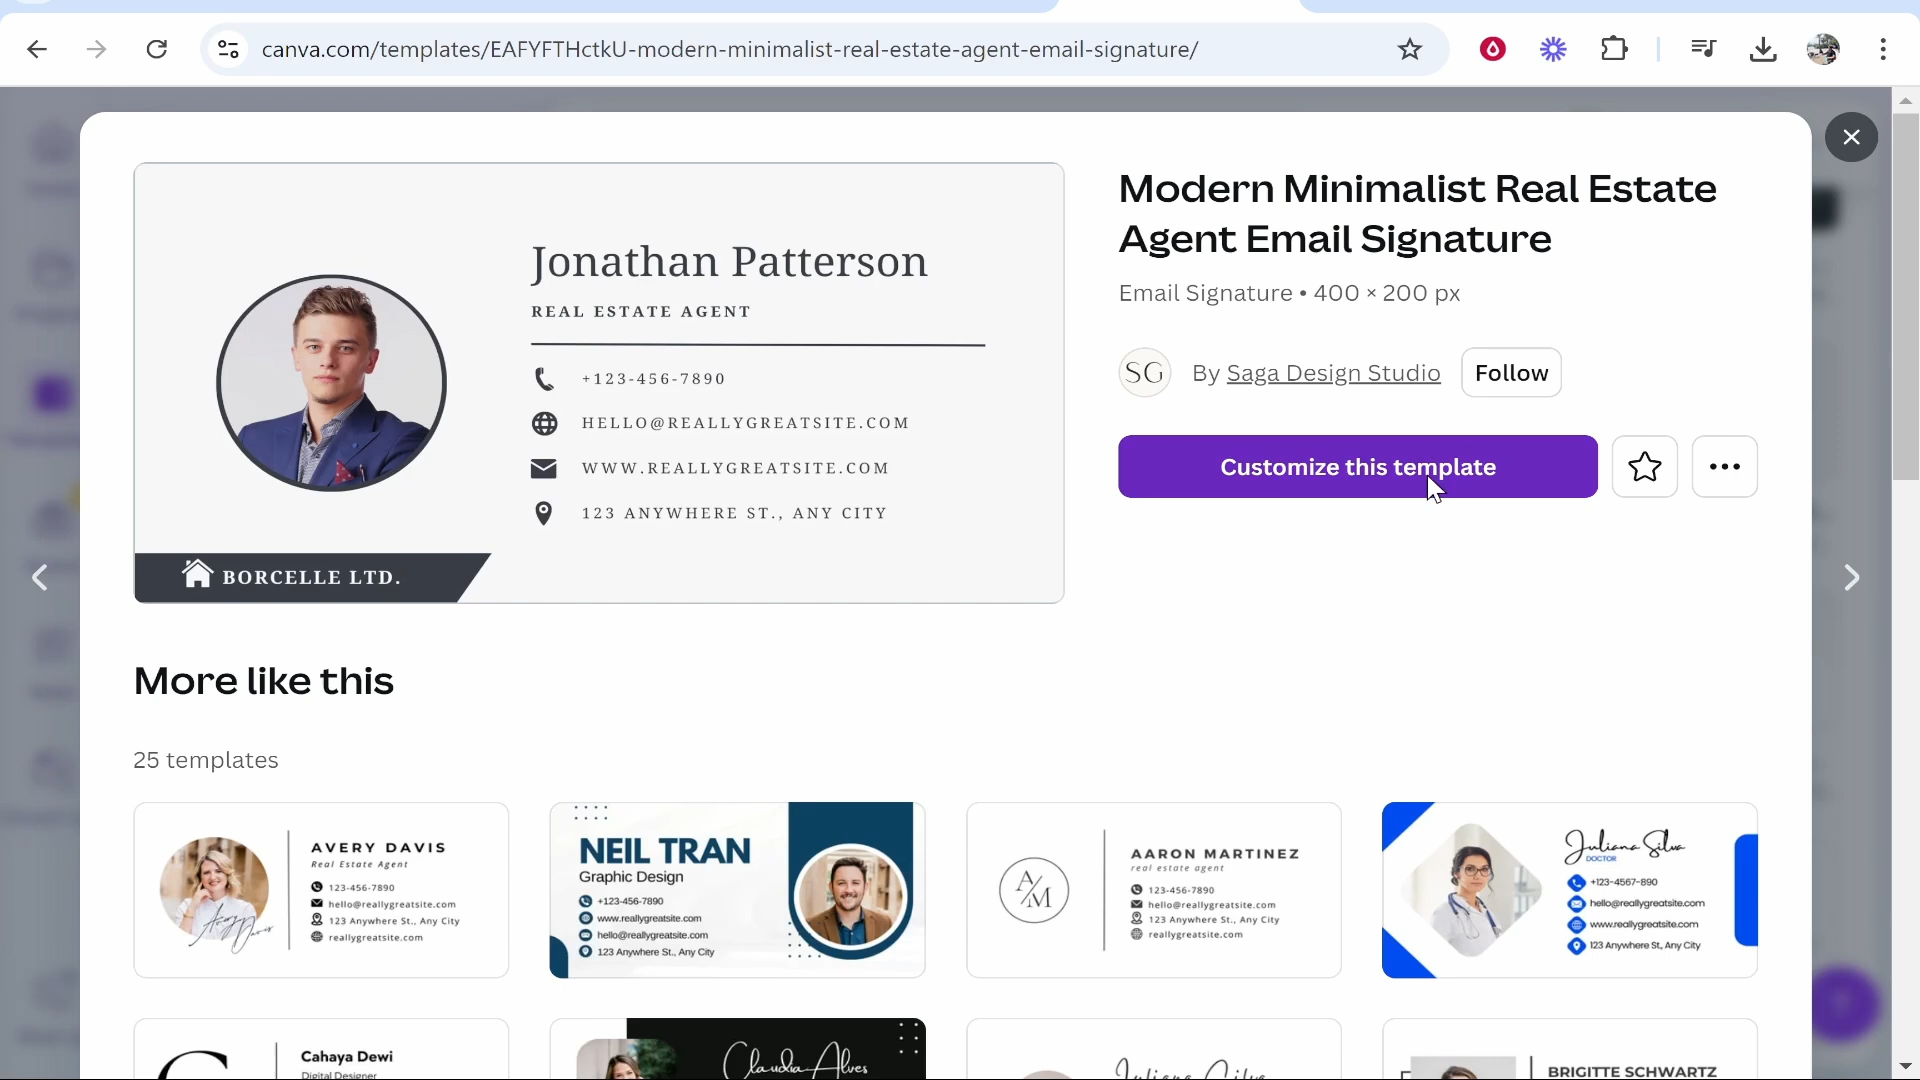 canva.com/templates/EAFYFTHctkU-modern-minimalist-real-estate-agent-email-signature/
Jonathan Patterson
REAL ESTATE AGENT
+123-456-7890
HELLO@REALLYGREATSITE.COM
WWW.REALLYGREATSITE.COM
123 ANYWHERE ST., ANY CITY
BORCELLE LTD.
Modern Minimalist Real Estate
Agent Email Signature
Email Signature • 400 × 200 px
SG
By Saga Design Studio
Follow
Customize this template
More like this
25 templates
AVERY DAVIS
Real Estate Agent
123-456-7890
hello@reallygreatsite.com
123 Anywhere St., Any City
reallygreatsite.com
Avery Davis
NEIL TRAN
Graphic Design
+123-456-7890
www.reallygreatsite.com
hello@reallygreatsite.com
123 Anywhere St., Any City
A/M
AARON MARTINEZ
real estate agent
123-456-7890
hello@reallygreatsite.com
123 Anywhere St., Any City
reallygreatsite.com
Juliana Silva
DOCTOR
+123-4567-890
hello@reallygreatsite.com
www.reallygreatsite.com
123 Anywhere St., Any City
Cahaya Dewi
Digital Designer
Claudia Alves
Juliana Silva
BRIGITTE SCHWARTZ